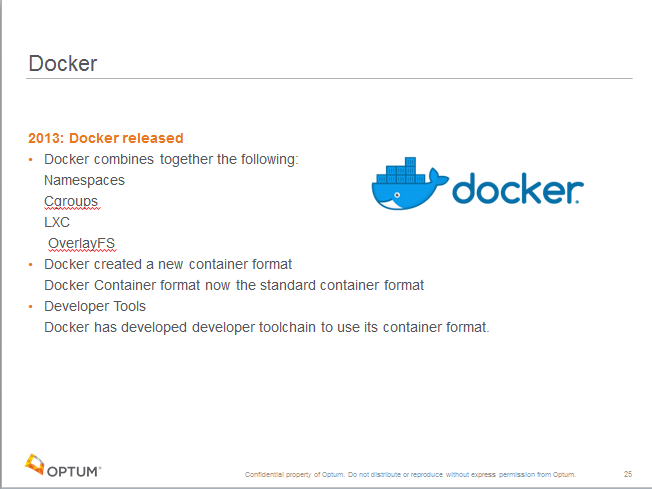 Docker
2013: Docker released
• Docker combines together the following:
Namespaces
Cgroups
LXC
OverlayFS
docker.
• Docker created a new container format
Docker Container format now the standard container format
• Developer Tools
Docker has developed developer toolchain to use its container format.
OPTUM®
Confidential property of Optum. Do not distribute or reproduce without express permission from Optum.
25